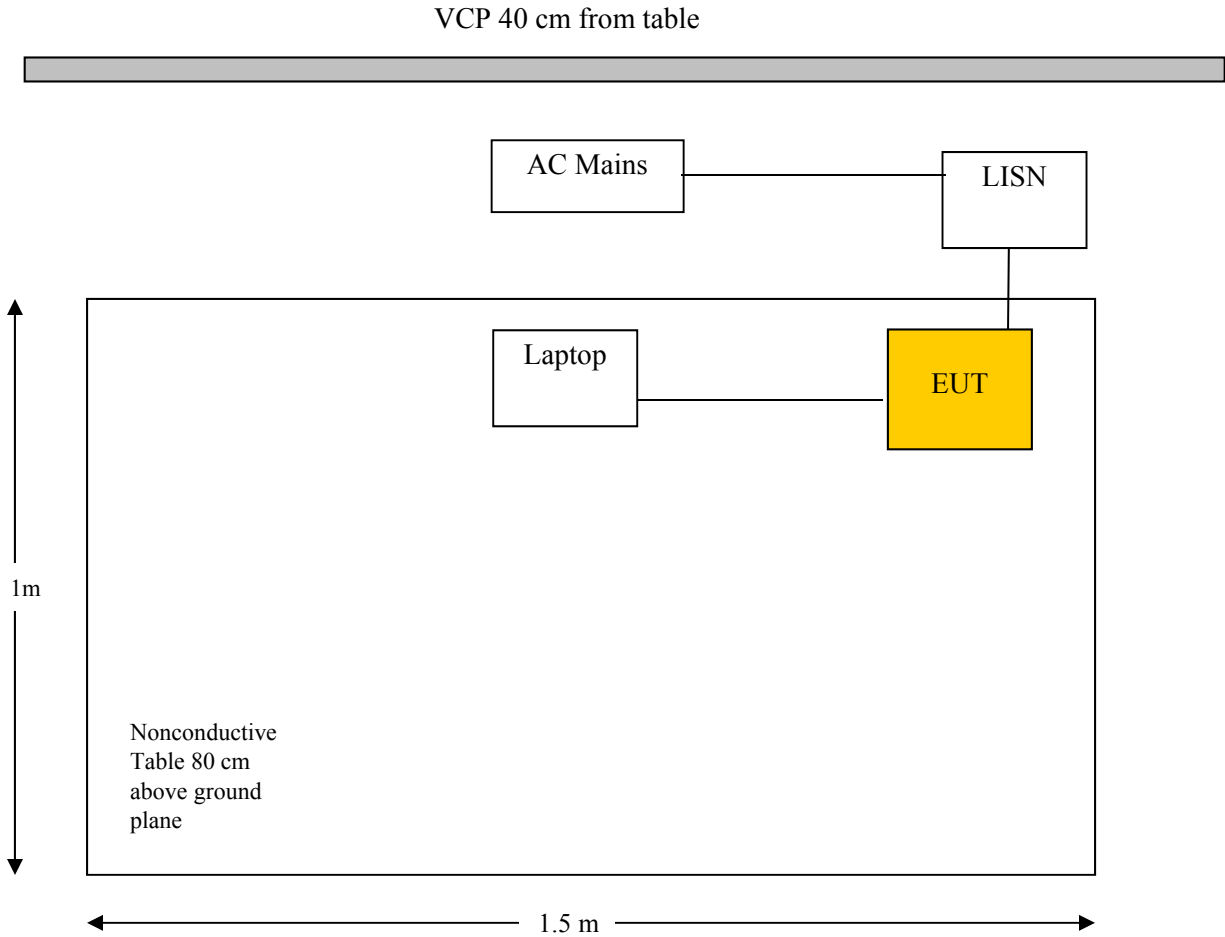 VCP 40 cm from table
AC Mains
LISN
Laptop
EUT
1m
Nonconductive
Table 80 cm
above ground
plane
1.5 m